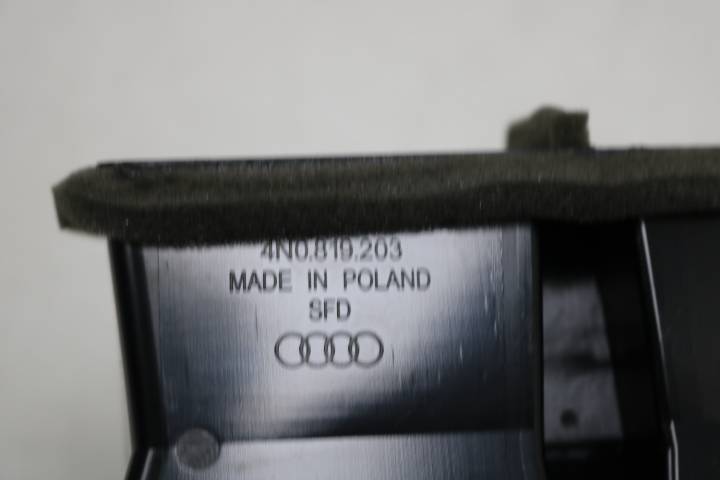 4N0.819.203
MADE IN POLAND
SFD